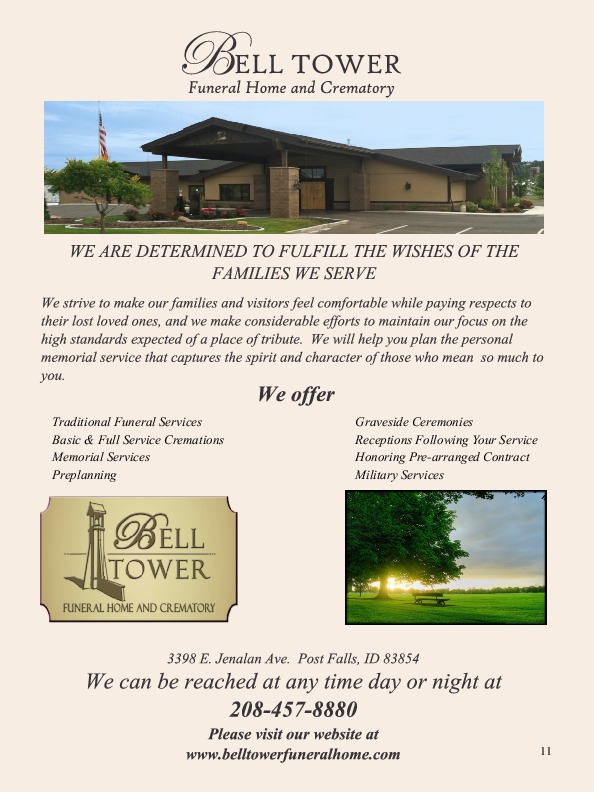 BELL TOWER
Funeral Home and Crematory
WE ARE DETERMINED TO FULFILL THE WISHES OF THE
FAMILIES WE SERVE
We strive to make our families and visitors feel comfortable while paying respects to
their lost loved ones, and we make considerable efforts to maintain our focus on the
high standards expected of a place of tribute.  We will help you plan the personal
memorial service that captures the spirit and character of those who mean  so much to
you.
We offer
Traditional Funeral Services
Basic & Full Service Cremations
Memorial Services
Preplanning
Graveside Ceremonies
Receptions Following Your Service
Honoring Pre-arranged Contract
Military Services
BELL
TOWER
FUNERAL HOME AND CREMATORY
3398 E. Jenalan Ave.  Post Falls, ID 83854
We can be reached at any time day or night at
208-457-8880
Please visit our website at
www.belltowerfuneralhome.com
11